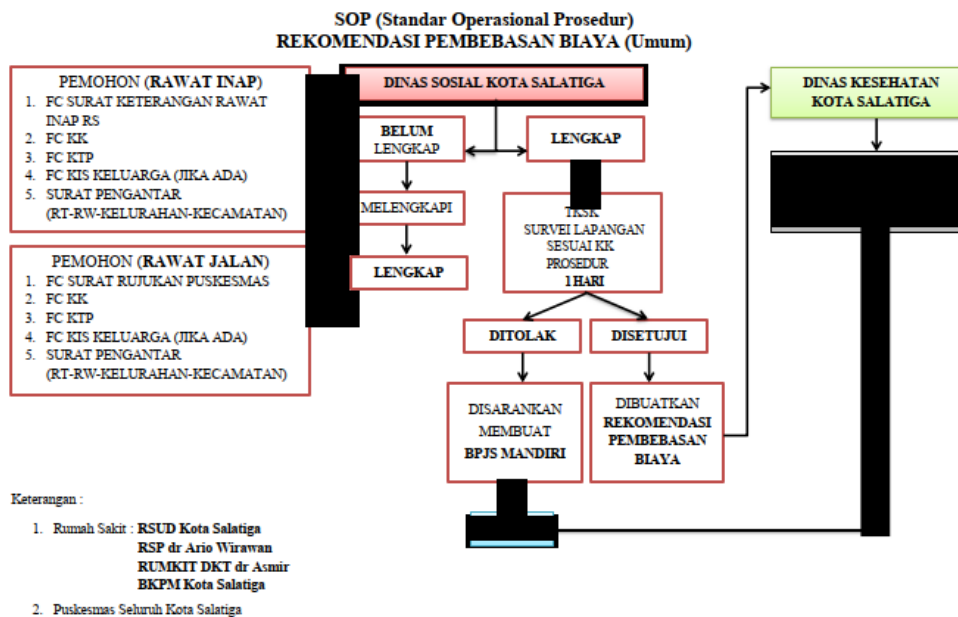 SOP (Standar Operasional Prosedur)
REKOMENDASI PEMBEBASAN BIAYA (Umum)
PEMOHON (RAWAT INAP)
1. FC SURAT KETERANGAN RAWAT
INAP RS
2. FC KK
3. FC KTP
4. FC KIS KELUARGA (JIKA ADA)
5. SURAT PENGANTAR
(RT-RW-KELURAHAN-KECAMATAN)
PEMOHON (RAWAT JALAN)
1. FC SURAT RUJUKAN PUSKESMAS
2. FC KK
3. FC KTP
4. FC KIS KELUARGA (JIKA ADA)
5. SURAT PENGANTAR
(RT-RW-KELURAHAN-KECAMATAN)
DINAS SOSIAL KOTA SALATIGA
BELUM
LENGKAP
MELENGKAPI
LENGKAP
LENGKAP
TKSK
SURVEI LAPANGAN
SESUAI KK
PROSEDUR
1 HARI
DITOLAK
DISETUJUI
DISARANKAN
MEMBUAT
BPJS MANDIRI
DIBUATKAN
REKOMENDASI
PEMBEBASAN
BIAYA
DINAS KESEHATAN
KOTA SALATIGA
Keterangan :
1. Rumah Sakit : RSUD Kota Salatiga
RSP dr Ario Wirawan
RUMKIT DKT dr Asmir
BKPM Kota Salatiga
2. Puskesmas Seluruh Kota Salatiga